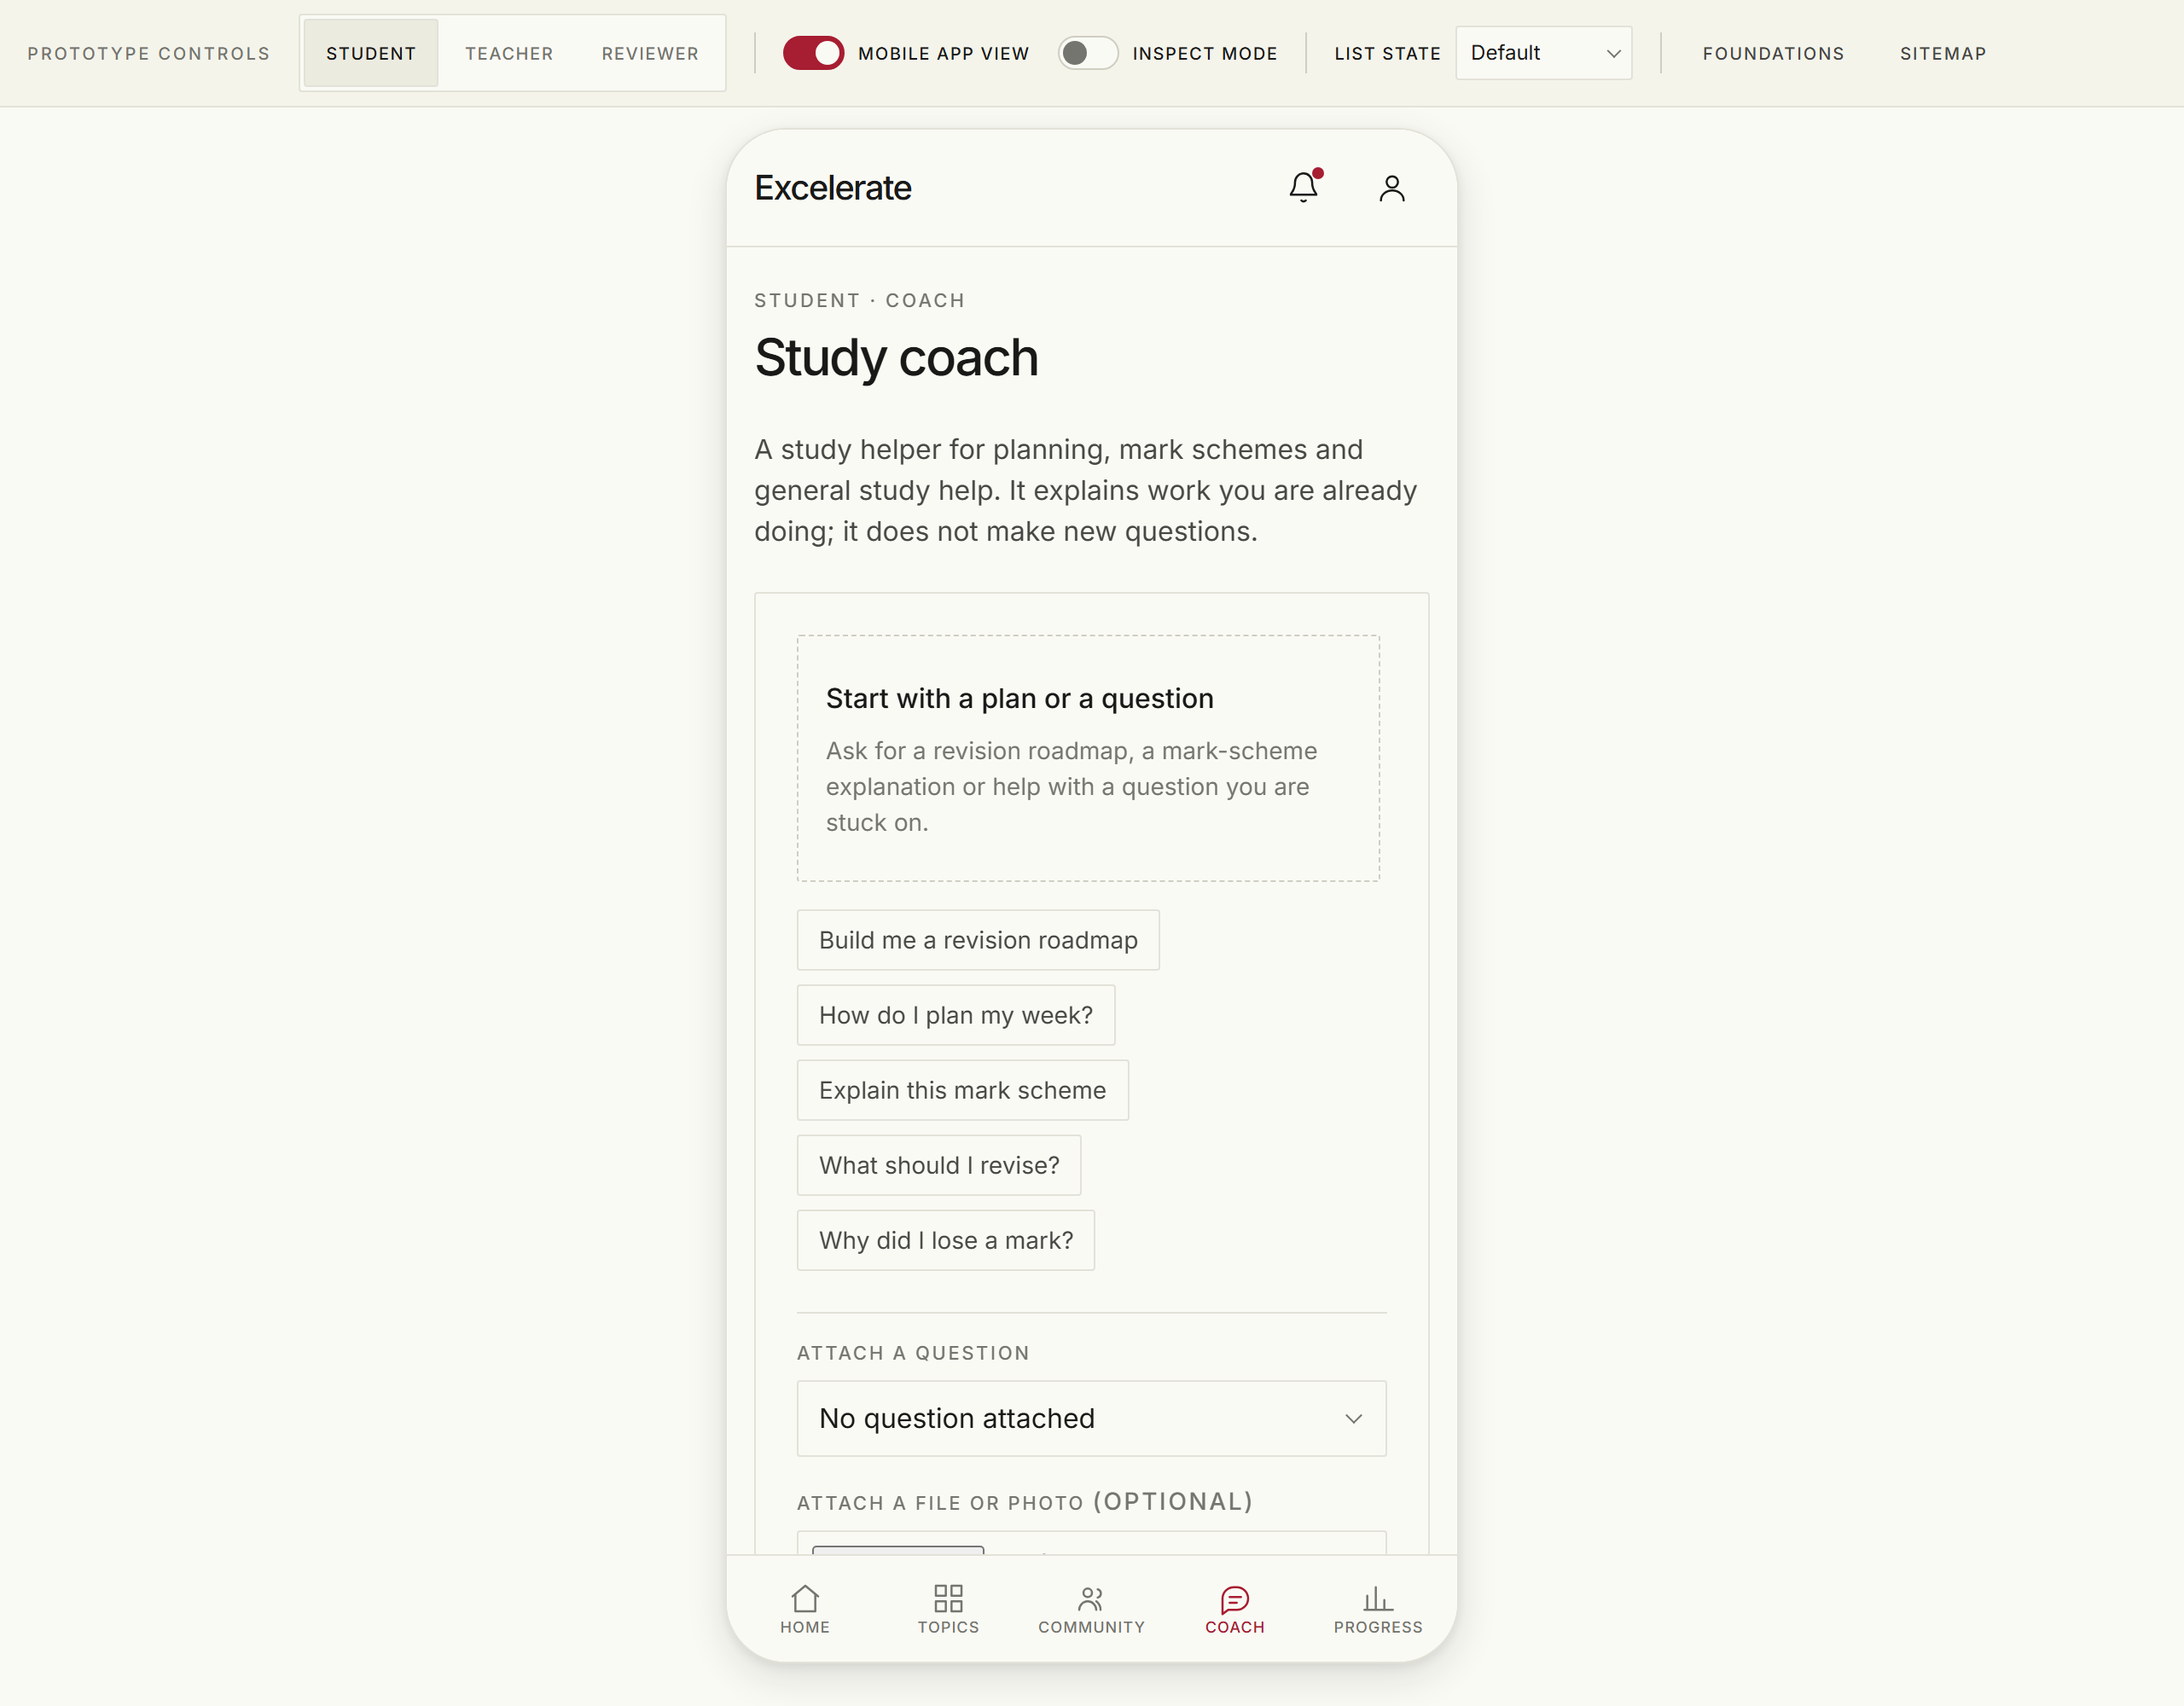 PROTOTYPE CONTROLS STUDENT TEACHER REVIEWER MOBILE APP VIEW INSPECT MODE LIST STATE Default FOUNDATIONS SITEMAP
Excelerate
STUDENT · COACH
Study coach
A study helper for planning, mark schemes and
general study help. It explains work you are already
doing; it does not make new questions.
Start with a plan or a question
Ask for a revision roadmap, a mark-scheme
explanation or help with a question you are
stuck on.
Build me a revision roadmap
How do I plan my week?
Explain this mark scheme
What should I revise?
Why did I lose a mark?
ATTACH A QUESTION
No question attached
ATTACH A FILE OR PHOTO (OPTIONAL)
HOME TOPICS COMMUNITY COACH PROGRESS